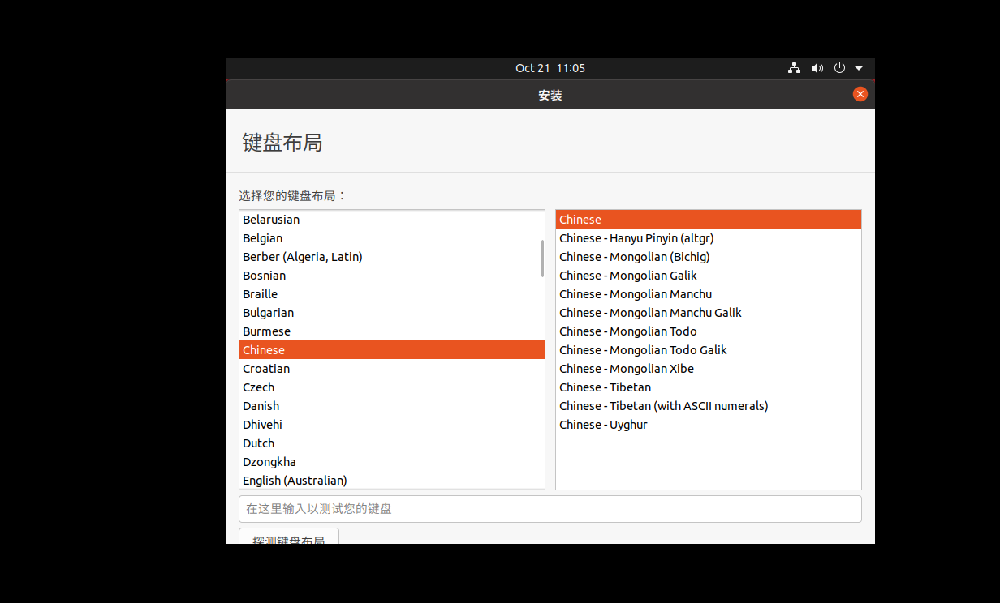 Oct 21 11:05
安装
键盘布局
选择您的键盘布局：
Belarusian
Belgian
Berber (Algeria, Latin)
Bosnian
Braille
Bulgarian
Burmese
Chinese
Croatian
Czech
Danish
Dhivehi
Dutch
Dzongkha
English (Australian)
Chinese
Chinese - Hanyu Pinyin (altgr)
Chinese - Mongolian (Bichig)
Chinese - Mongolian Galik
Chinese - Mongolian Manchu
Chinese - Mongolian Manchu Galik
Chinese - Mongolian Todo
Chinese - Mongolian Todo Galik
Chinese - Mongolian Xibe
Chinese - Tibetan
Chinese - Tibetan (with ASCII numerals)
Chinese - Uyghur
在这里输入以测试您的键盘
探测键盘布局